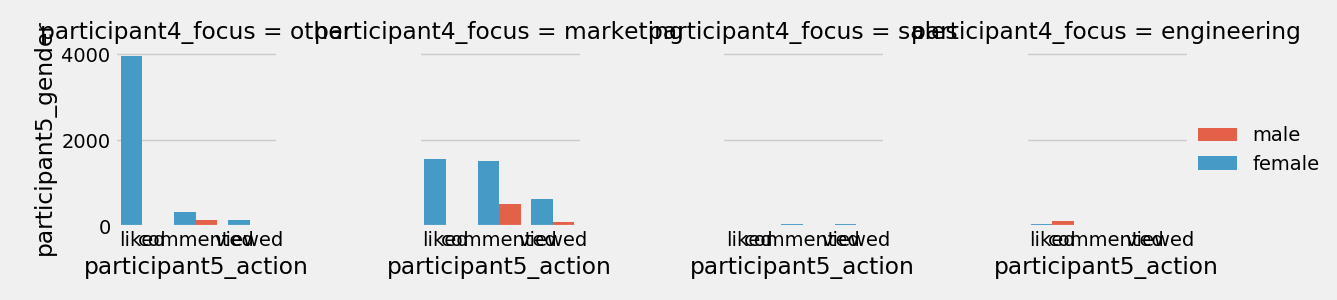 participant4_focus = other
participant4_focus = marketing
participant4_focus = sales
participant4_focus = engineering
participant5_gender
4000
2000
0
liked commented viewed
liked commented viewed
liked commented viewed
liked commented viewed
participant5_action
participant5_action
participant5_action
participant5_action
male
female